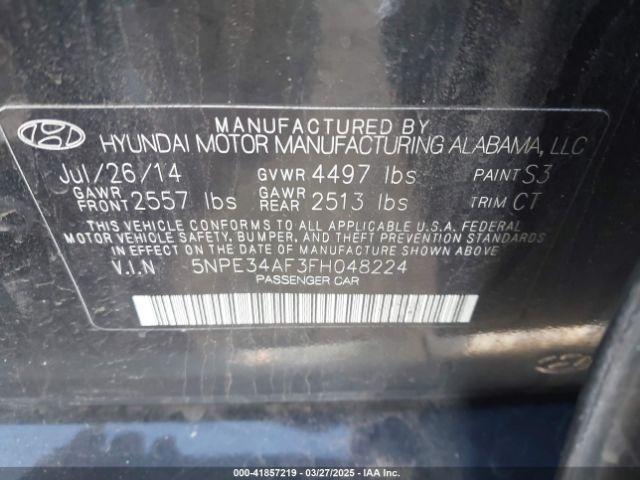 MANUFACTURED BY
HYUNDAI MOTOR MANUFACTURING ALABAMA, LLC
Jul/26/14 GVWR 4497 lbs PAINT S3
GAWR FRONT 2557 lbs GAWR REAR 2513 lbs TRIM CT
THIS VEHICLE CONFORMS TO ALL APPLICABLE U.S.A. FEDERAL
MOTOR VEHICLE SAFETY, BUMPER, AND THEFT PREVENTION STANDARDS
IN EFFECT ON THE DATE OF MANUFACTURE SHOWN ABOVE.
V.I.N 5NPE34AF3FH048224
PASSENGER CAR
000-41857219 | 03/27/2025 | IAA Inc.